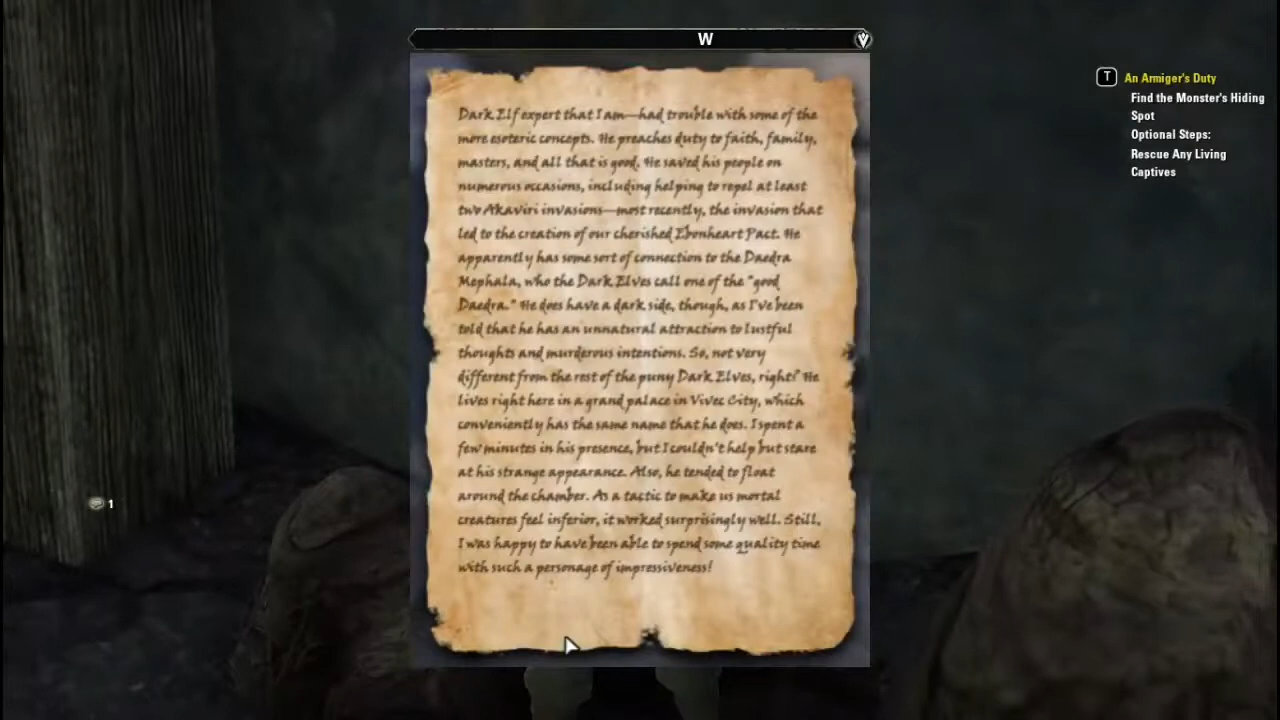 W
T
An Armiger's Duty
Find the Monster's Hiding
Spot
Optional Steps:
Rescue Any Living
Captives
Dark Elf expert that I am—had trouble with some of the
more esoteric concepts. He preaches duty to faith, family,
masters, and all that is good. He saved his people on
numerous occasions, including helping to repel at least
two Akaviri invasions—most recently, the invasion that
led to the creation of our cherished Ebonheart Pact. He
apparently has some sort of connection to the Daedra
Mephala, who the Dark Elves call one of the "good
Daedra." He does have a dark side, though, as I've been
told that he has an unnatural attraction to lustful
thoughts and murderous intentions. So, not very
different from the rest of the puny Dark Elves, right? He
lives right here in a grand palace in Vivec City, which
conveniently has the same name that he does. I spent a
few minutes in his presence, but I couldn't help but stare
at his strange appearance. Also, he tended to float
around the chamber. As a tactic to make us mortal
creatures feel inferior, it worked surprisingly well. Still,
I was happy to have been able to spend some quality time
with such a personage of impressiveness!
1